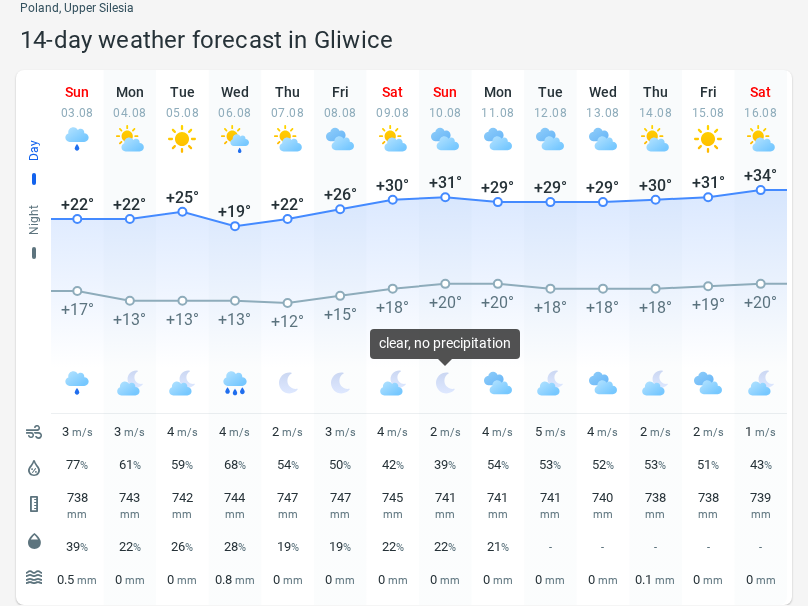 Poland, Upper Silesia
14-day weather forecast in Gliwice
Sun Mon Tue Wed Thu Fri Sat Sun Mon Tue Wed Thu Fri Sat
03.08 04.08 05.08 06.08 07.08 08.08 09.08 10.08 11.08 12.08 13.08 14.08 15.08 16.08
Day
+22° +22° +25° +19° +22° +26° +30° +31° +29° +29° +29° +30° +31° +34°
Night
+17° +13° +13° +13° +12° +15° +18° +20° +20° +18° +18° +18° +19° +20°
clear, no precipitation
3 m/s 3 m/s 4 m/s 4 m/s 2 m/s 3 m/s 4 m/s 2 m/s 4 m/s 5 m/s 4 m/s 2 m/s 2 m/s 1 m/s
77% 61% 59% 68% 54% 50% 42% 39% 54% 53% 52% 53% 51% 43%
738 743 742 744 747 747 745 741 741 741 740 738 738 739
mm mm mm mm mm mm mm mm mm mm mm mm mm mm
39% 22% 26% 28% 19% 19% 22% 22% 21% - - - - -
0.5 mm 0 mm 0 mm 0.8 mm 0 mm 0 mm 0 mm 0 mm 0 mm 0 mm 0 mm 0.1 mm 0 mm 0 mm